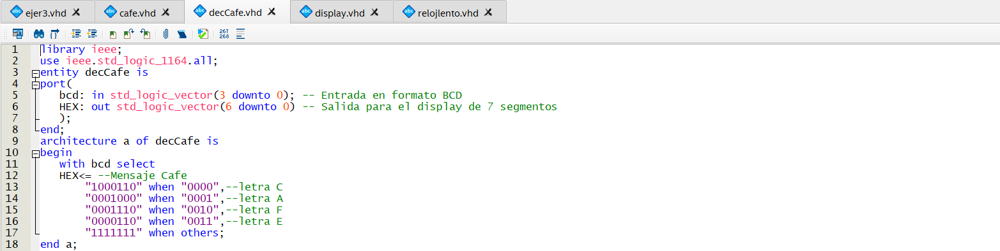 ejer3.vhd cafe.vhd decCafe.vhd display.vhd relojlento.vhd
267
268
1 library ieee;
2 use ieee.std_logic_1164.all;
3 entity decCafe is
4 port(
5 bcd: in std_logic_vector(3 downto 0); -- Entrada en formato BCD
6 HEX: out std_logic_vector(6 downto 0) -- Salida para el display de 7 segmentos
7 );
8 end;
9 architecture a of decCafe is
10 begin
11 with bcd select
12 HEX<= --Mensaje Cafe
13 "1000110" when "0000",--letra C
14 "0001000" when "0001",--letra A
15 "0001110" when "0010",--letra F
16 "0000110" when "0011",--letra E
17 "1111111" when others;
18 end a;